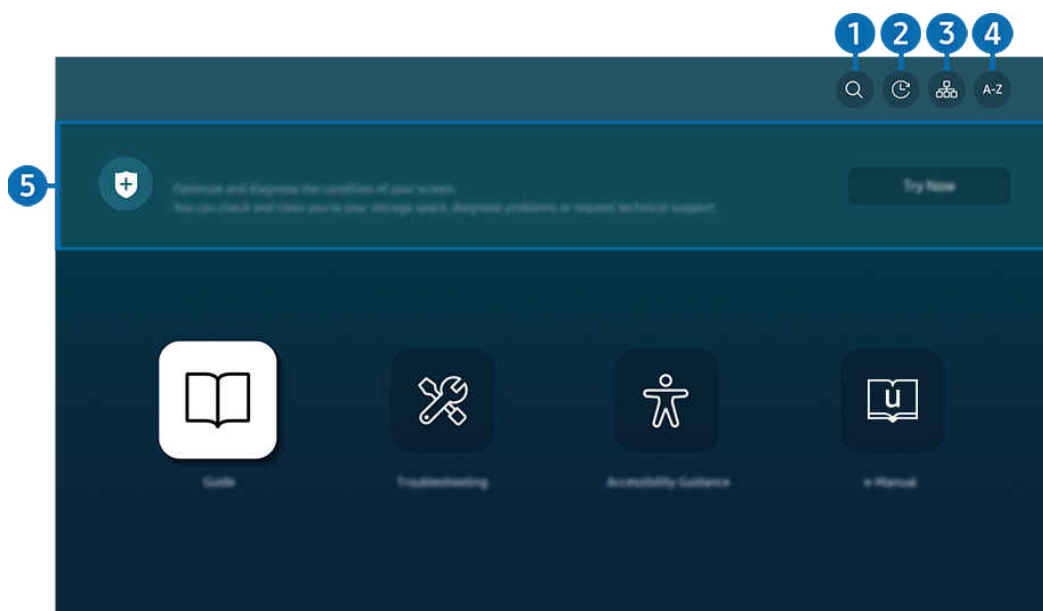 1 2 3 4
A-Z
5
Optimize and diagnose the condition of your screen.
Try Now
You can check and clean you're your storage space, diagnose problems or request technical support.
u
Guide
Troubleshooting
Accessibility Guidance
e-Manual